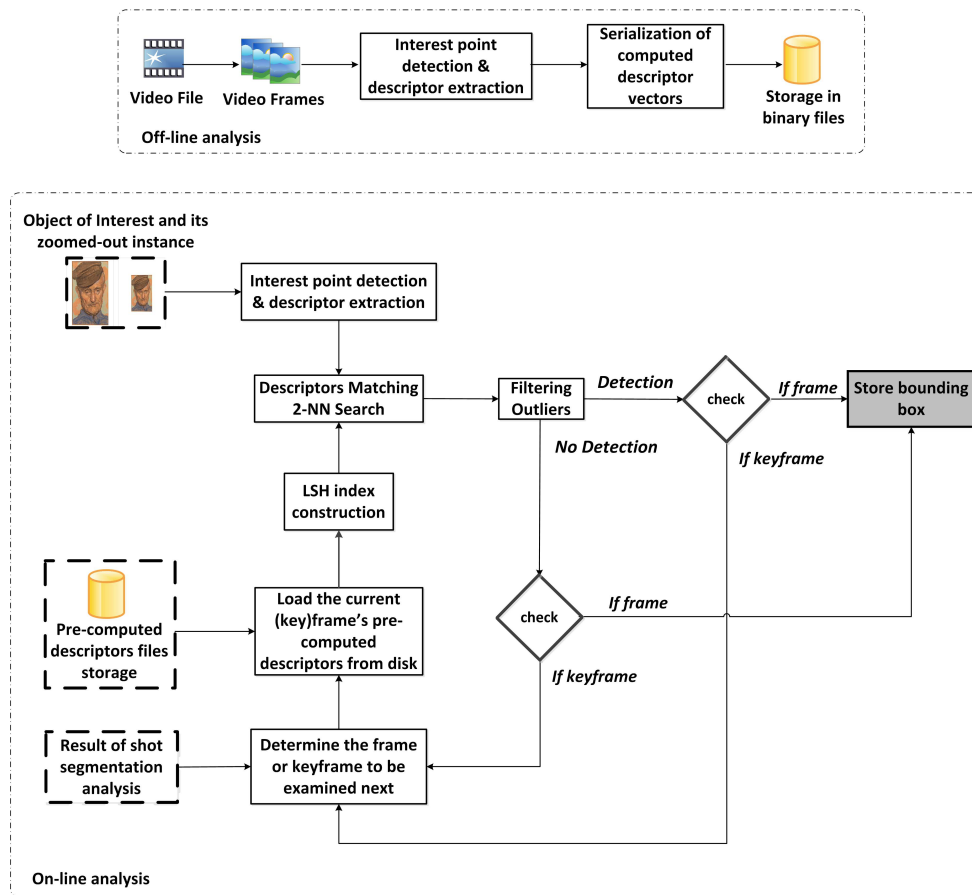 Video File
Video Frames
Interest point
detection &
descriptor extraction
Serialization of
computed
descriptor
vectors
Storage in
binary files
Off-line analysis
Object of Interest and its
zoomed-out instance
Interest point detection
& descriptor extraction
Descriptors Matching
2-NN Search
Filtering
Outliers
Detection
check
If frame
Store bounding
box
No Detection
If keyframe
LSH index
construction
Pre-computed
descriptors files
storage
Load the current
(key)frame's pre-
computed
descriptors from disk
check
If frame
If keyframe
Result of shot
segmentation
analysis
Determine the frame
or keyframe to be
examined next
On-line analysis